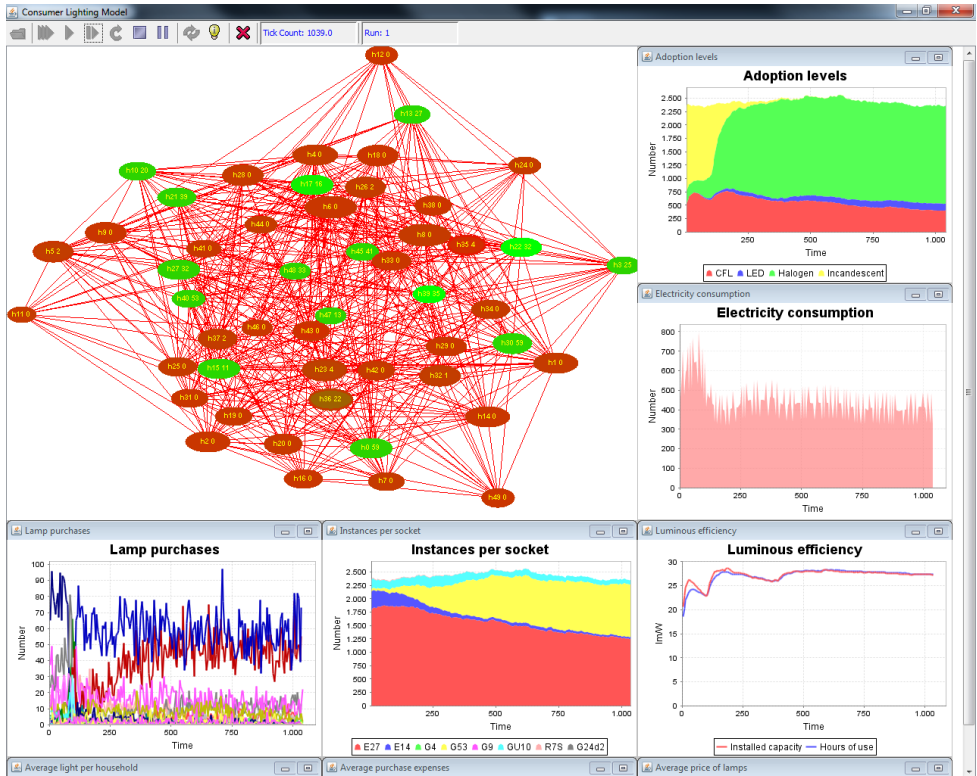 Consumer Lighting Model
Tick Count: 1039.0
Run: 1
h12 0
h13 27
h4 0
h18 0
h24 0
h10 20
h28 0
h17 16
h26 2
h21 39
h6 0
h38 0
h44 0
h9 0
h8 0
h5 2
h41 0
h45 41
h35 4
h22 32
h33 0
h3 25
h27 32
h48 33
h40 53
h11 0
h47 13
h34 0
h46 0
h43 0
h37 2
h30 59
h29 0
h1 0
h25 0
h15 11
h23 4
h42 0
h32 1
h31 0
h36 22
h19 0
h14 0
h2 0
h20 0
h0 59
h16 0
h7 0
h49 0
Adoption levels
Adoption levels
Number
2.500
2.250
2.000
1.750
1.500
1.250
1.000
750
500
250
0
250
500
750
1.000
Time
CFL LED Halogen Incandescent
Electricity consumption
Electricity consumption
Number
800
700
600
500
400
300
200
100
0
0
250
500
750
1.000
Time
Lamp purchases
Lamp purchases
Number
100
90
80
70
60
50
40
30
20
10
0
0
250
500
750
1.000
Time
Instances per socket
Instances per socket
Number
2.500
2.250
2.000
1.750
1.500
1.250
1.000
750
500
250
0
250
500
750
1.000
Time
E27 E14 G4 G53 G9 GU10 R7S G24d2
Luminous efficiency
Luminous efficiency
lm/W
30
25
20
15
10
5
0
0
250
500
750
1.000
Time
Installed capacity Hours of use
Average light per household
Average purchase expenses
Average price of lamps